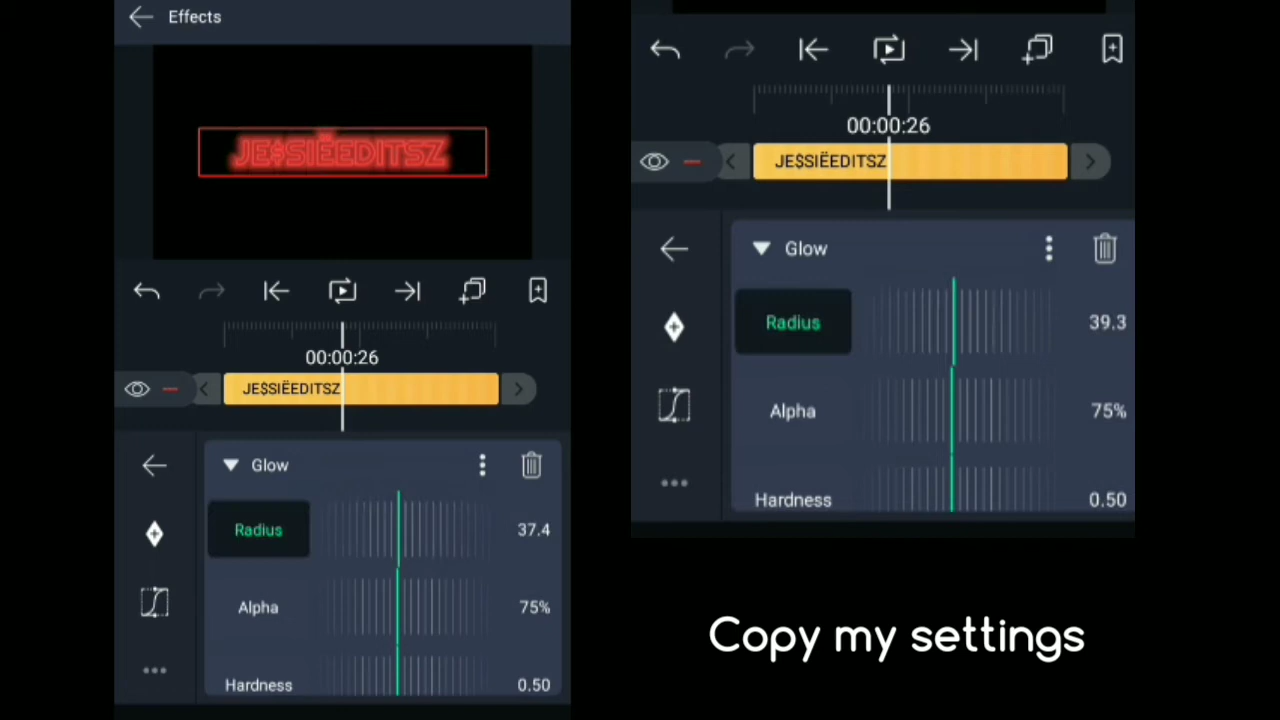 Effects
JE$SIËEDITSZ
00:00:26
JE$SIËEDITSZ
Glow
Radius 37.4
Alpha 75%
Hardness 0.50
00:00:26
JE$SIËEDITSZ
Glow
Radius 39.3
Alpha 75%
Hardness 0.50
Copy my settings